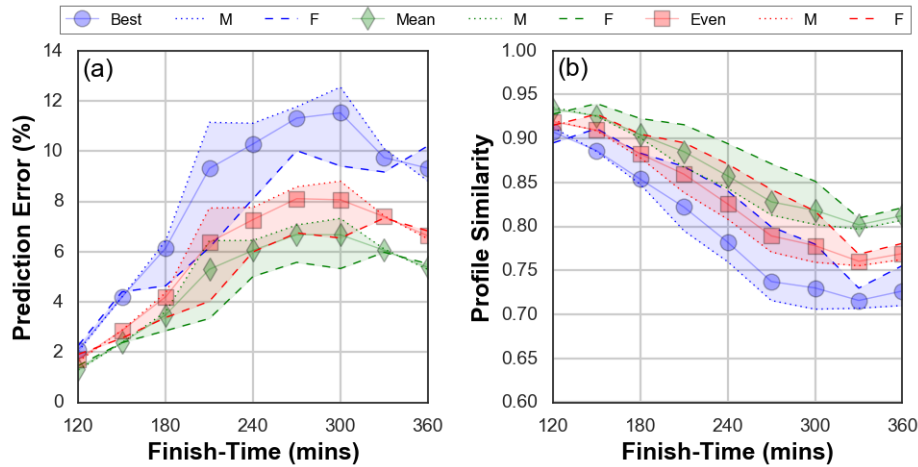 Best M F Mean M F Even M F
(a)
Prediction Error (%)
14
12
10
8
6
4
2
0
120 180 240 300 360
Finish-Time (mins)
(b)
Profile Similarity
1.00
0.95
0.90
0.85
0.80
0.75
0.70
0.65
0.60
120 180 240 300 360
Finish-Time (mins)